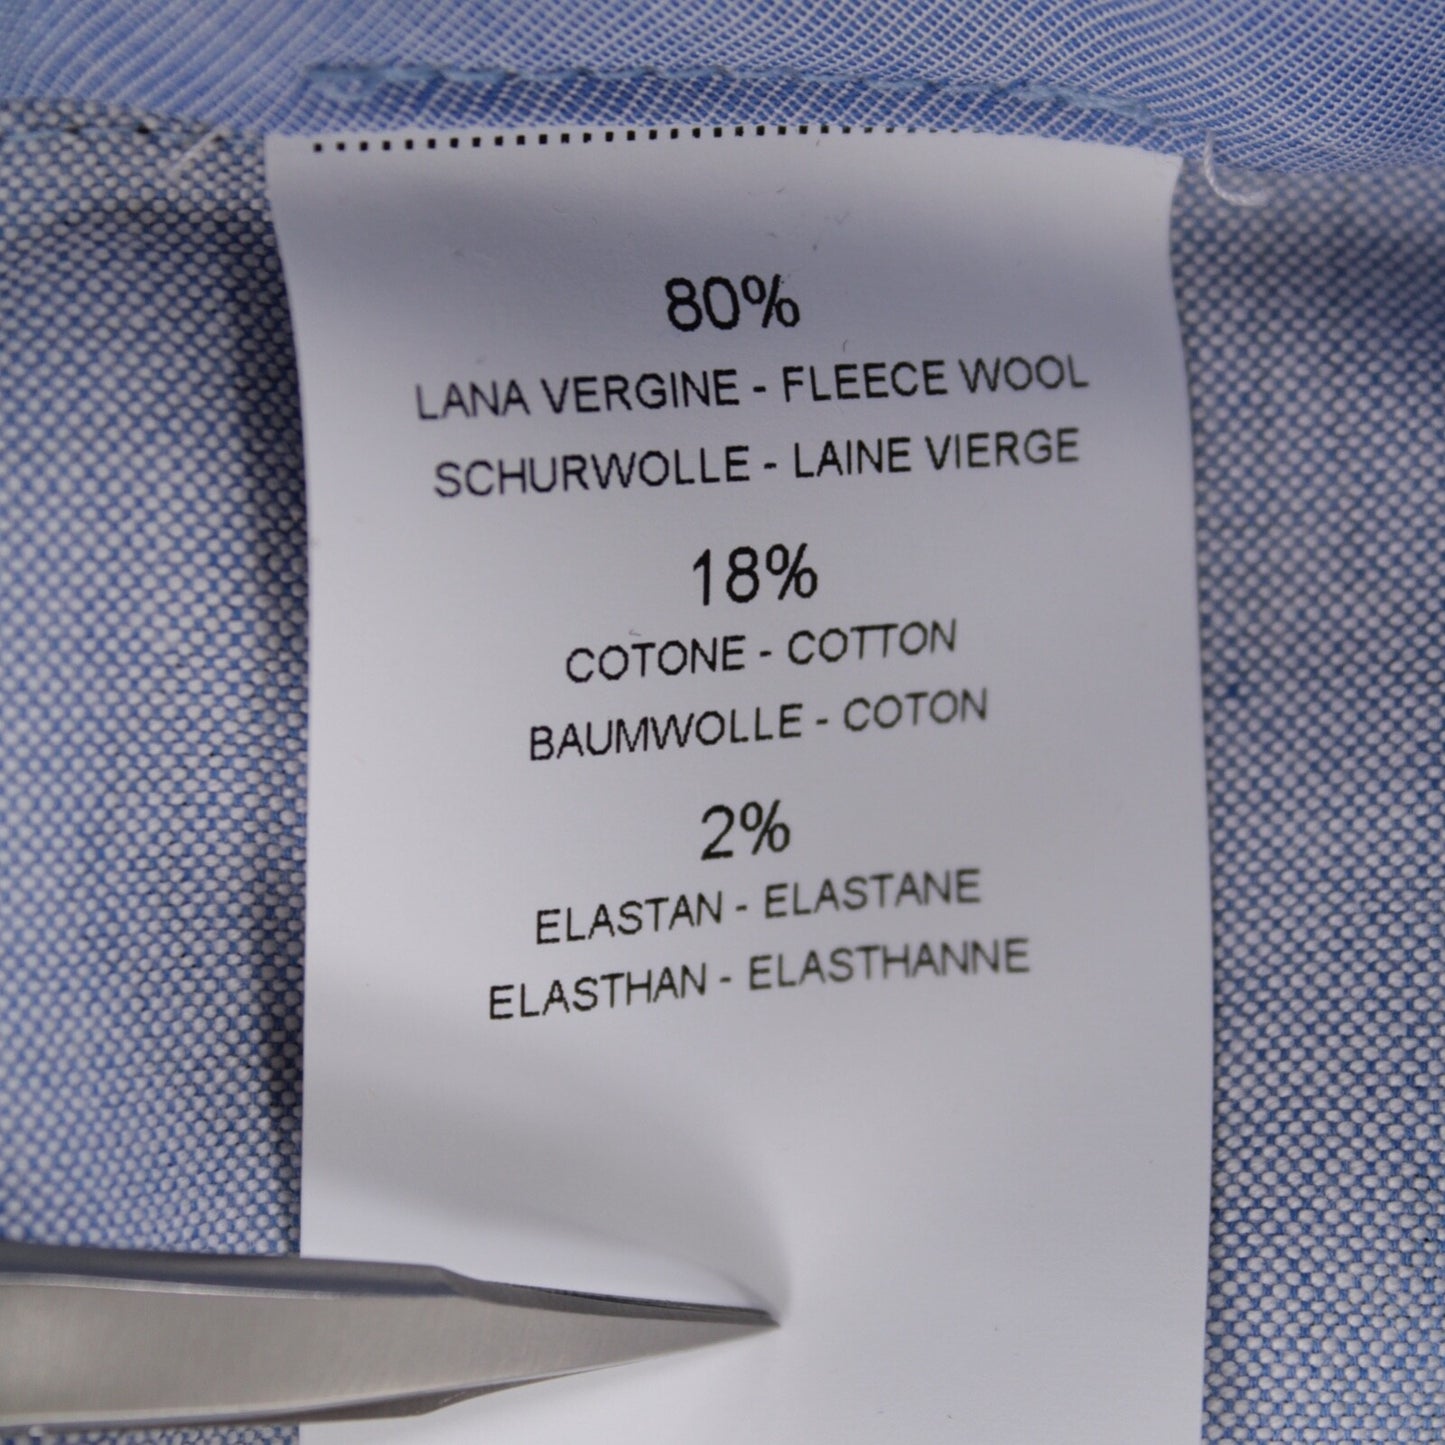 80%
LANA VERGINE - FLEECE WOOL
SCHURWOLLE - LAINE VIERGE
18%
COTONE - COTTON
BAUMWOLLE - COTON
2%
ELASTAN - ELASTANE
ELASTHAN - ELASTHANNE